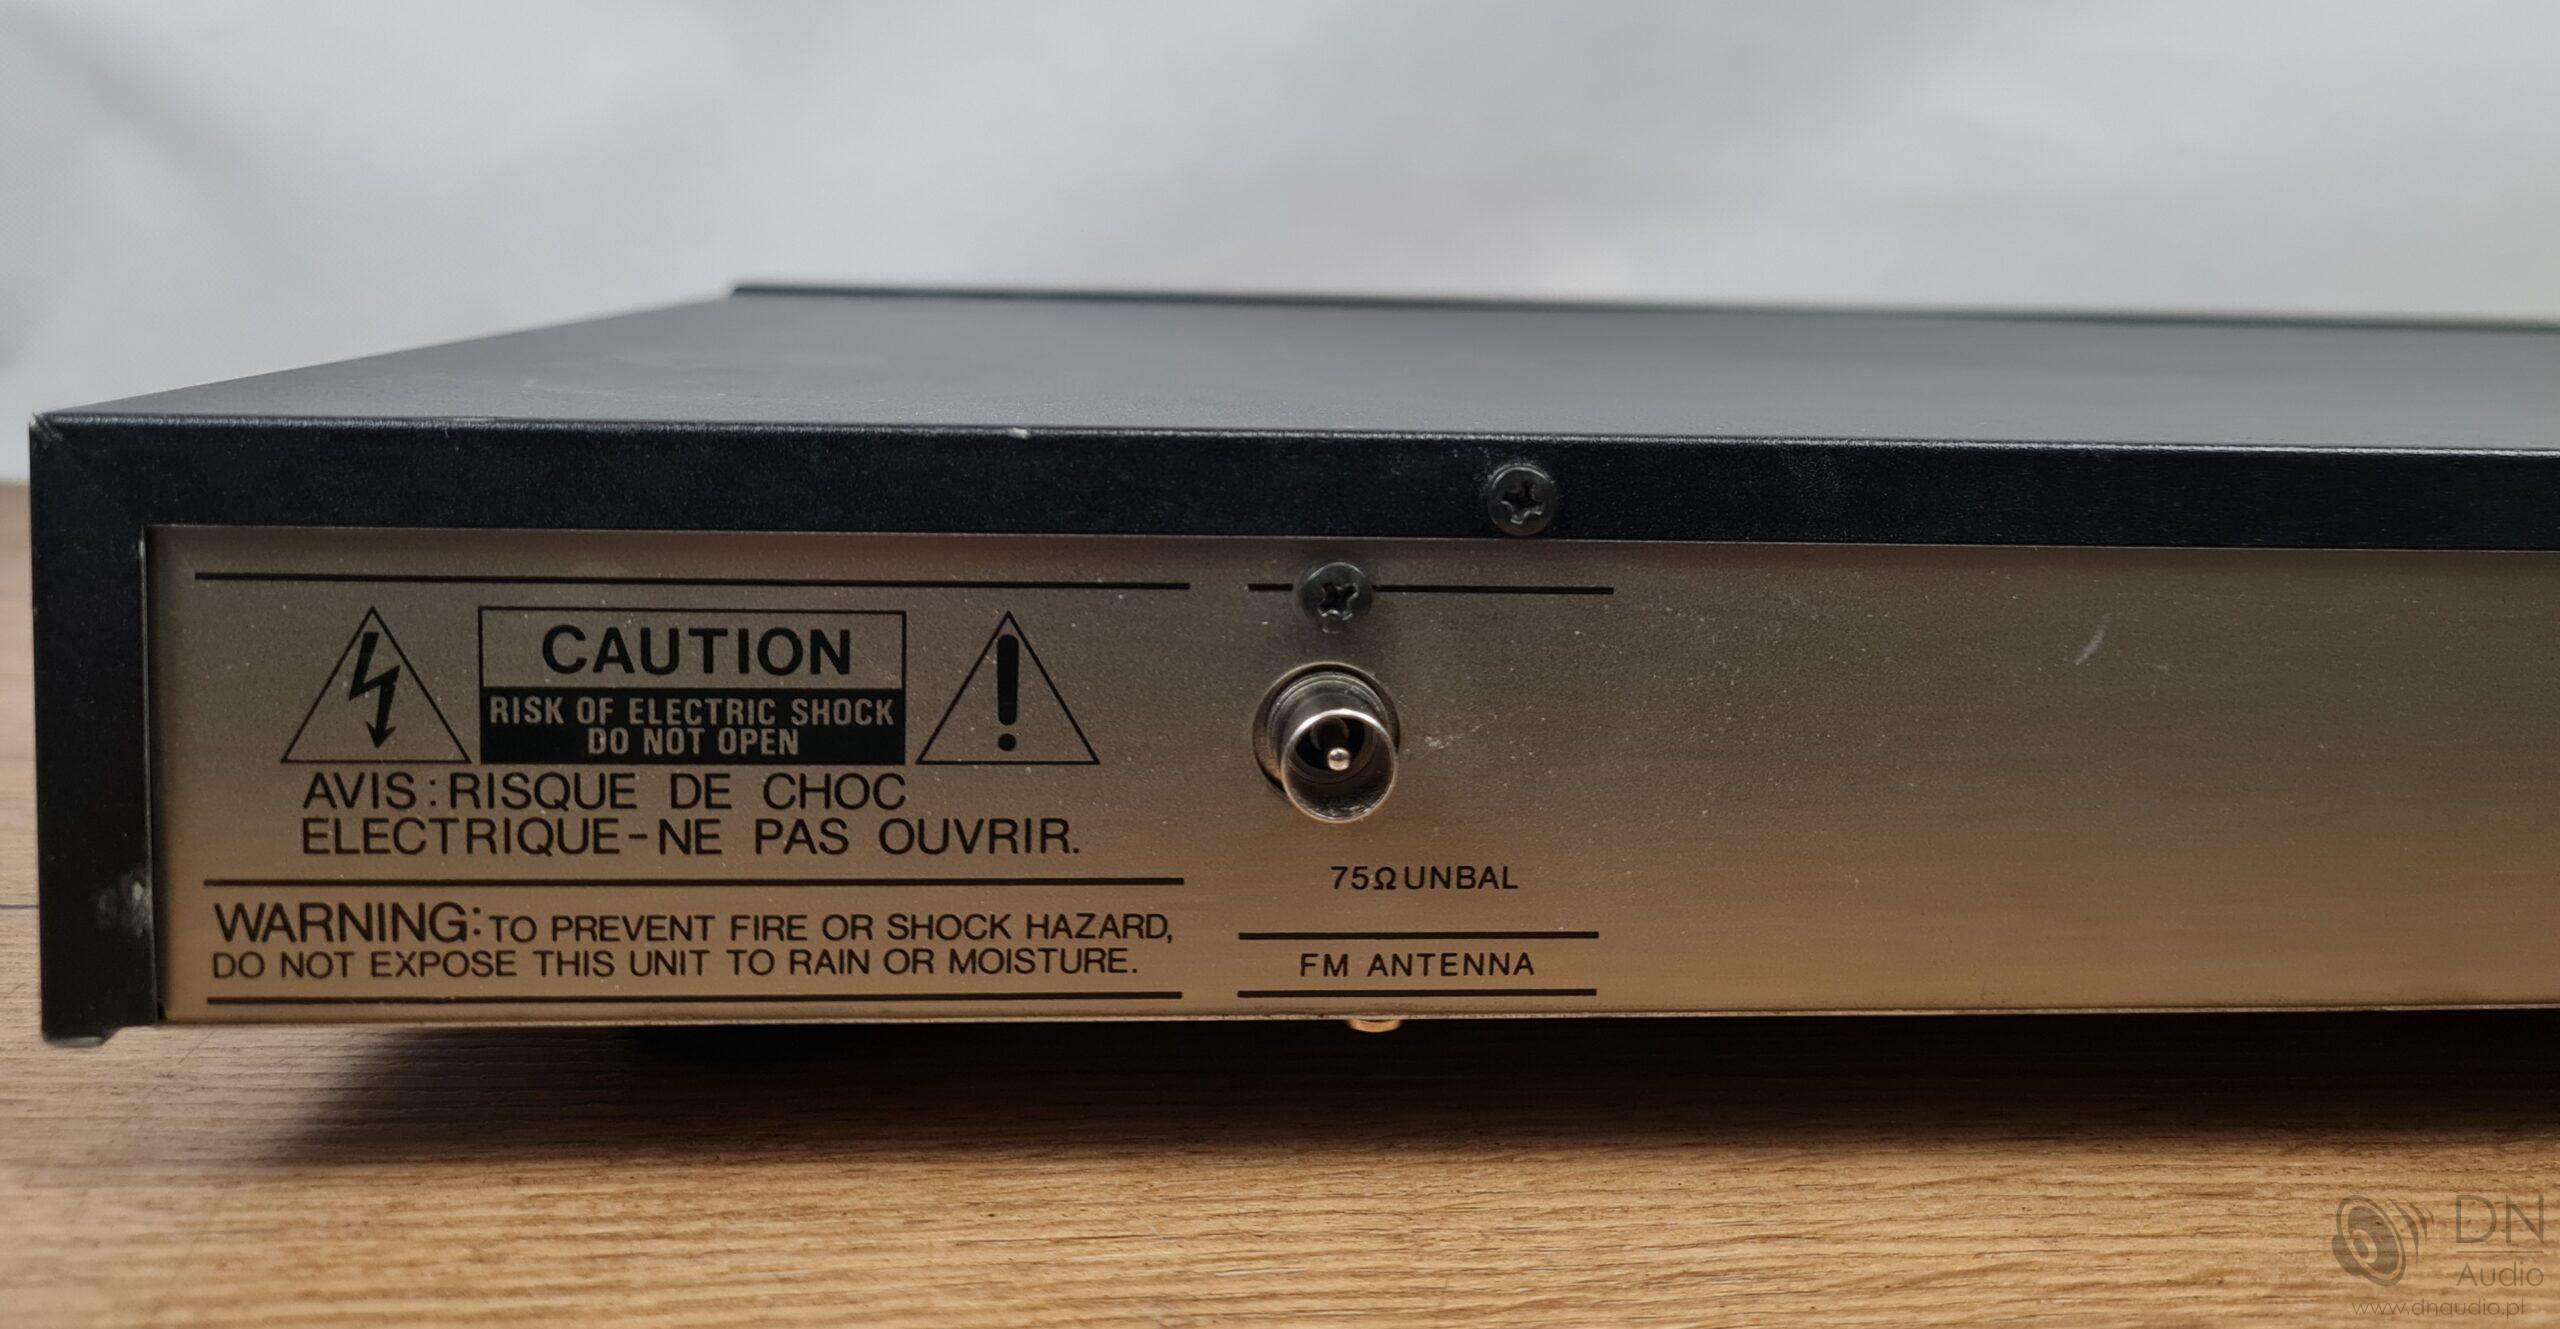 CAUTION
RISK OF ELECTRIC SHOCK
DO NOT OPEN
AVIS : RISQUE DE CHOC
ELECTRIQUE-NE PAS OUVRIR.
WARNING: TO PREVENT FIRE OR SHOCK HAZARD,
DO NOT EXPOSE THIS UNIT TO RAIN OR MOISTURE.
75Ω UNBAL
FM ANTENNA
DN
Audio
www.dnaudio.pl